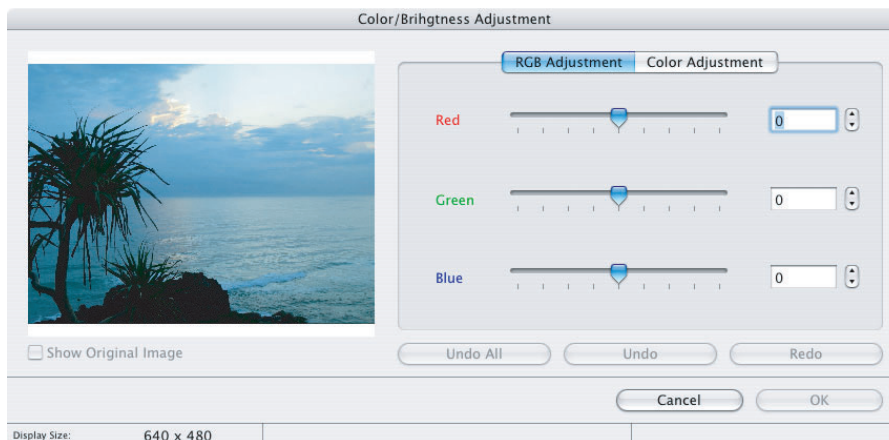 Color/Brihgtness Adjustment
RGB Adjustment Color Adjustment
Red 0
Green 0
Blue 0
Show Original Image
Undo All Undo Redo
Cancel OK
Display Size: 640 x 480